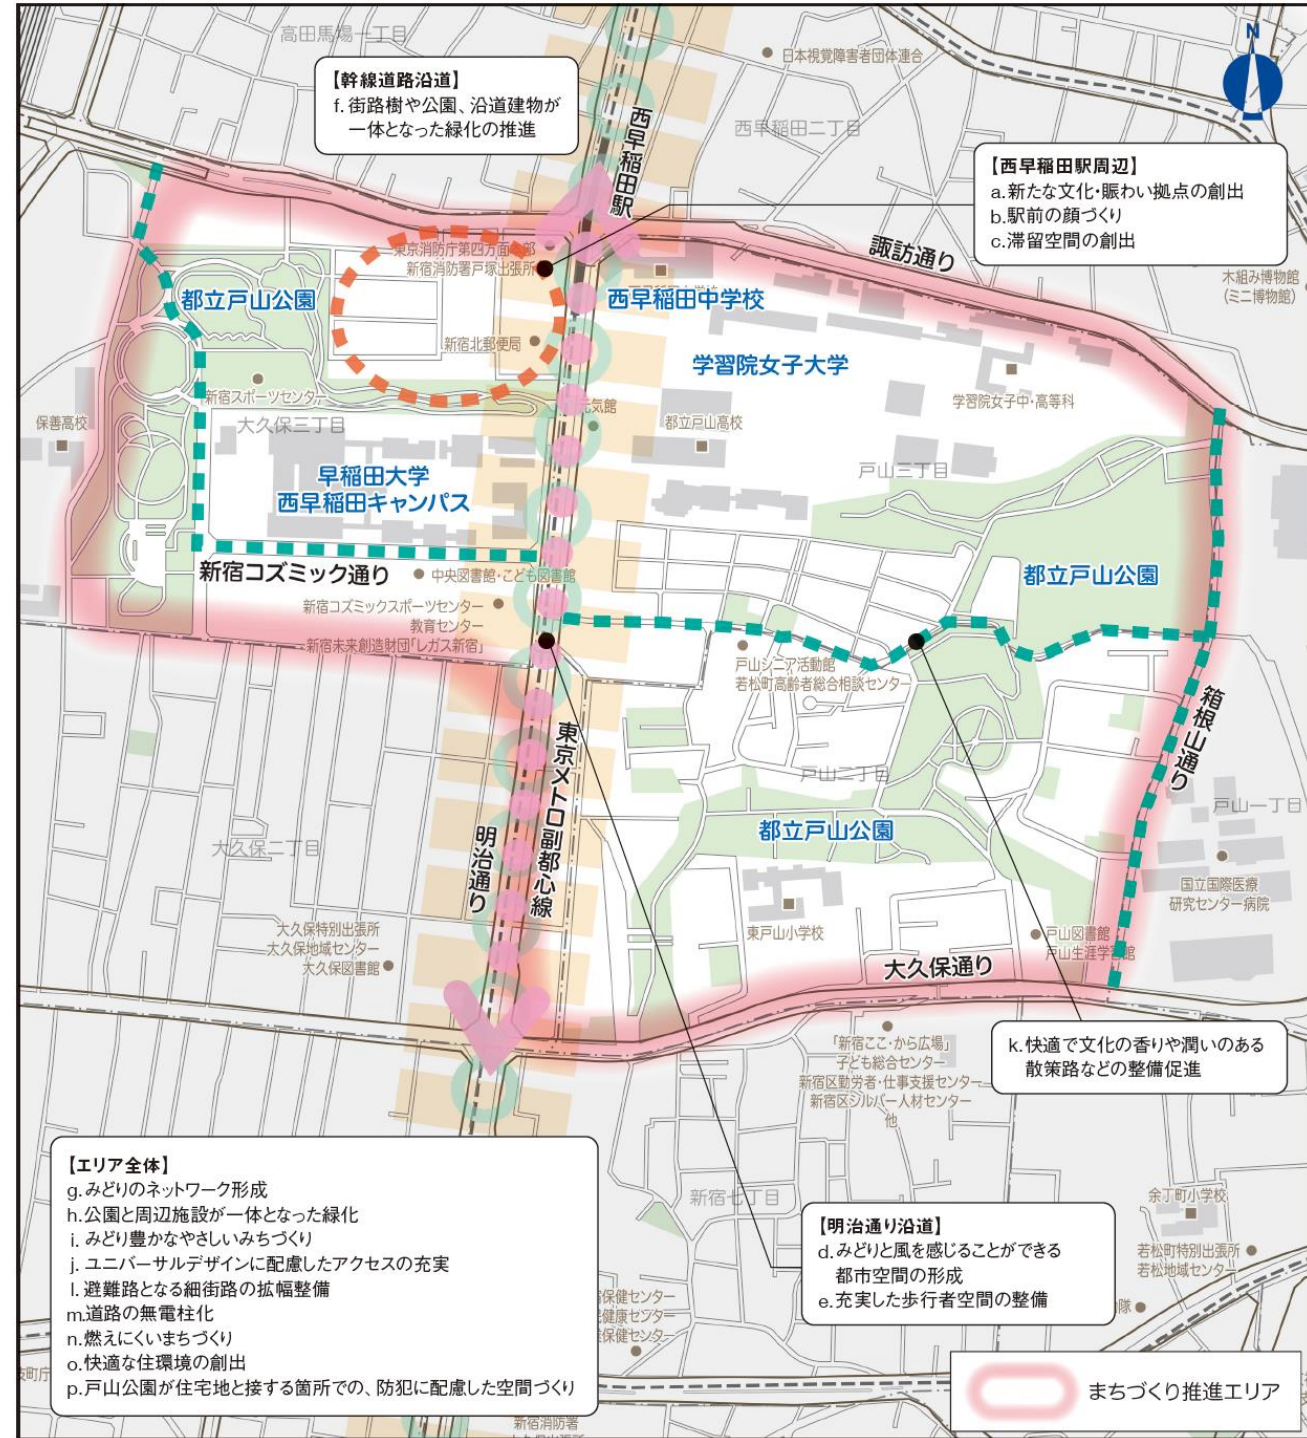 高田馬場一丁目
日本視覚障害者団体連合
N
【幹線道路沿道】
f.街路樹や公園、沿道建物が
一体となった緑化の推進
西早稲田駅
西早稲田二丁目
【西早稲田駅周辺】
a.新たな文化・賑わい拠点の創出
b.駅前の顔づくり
c.滞留空間の創出
諏訪通り
木組み博物館
(ミニ博物館)
東京消防庁第四方面
新宿消防署戸塚出張所
都立戸山公園
西早稲田中学校
新宿北郵便局
学習院女子大学
学習院女子中・高等科
新宿スポーツセンター
元気館
保善高校
大久保三丁目
都立戸山高校
早稲田大学
西早稲田キャンパス
戸山三丁目
新宿コズミック通り
中央図書館・こども図書館
都立戸山公園
新宿コズミックスポーツセンター
教育センター
新宿未来創造財団「レガス新宿」
戸山シニア活動館
若松町高齢者総合相談センター
箱根山通り
東京メトロ副都心線
明治通り
戸山二丁目
戸山一丁目
都立戸山公園
大久保二丁目
国立国際医療
研究センター病院
大久保特別出張所
大久保地域センター
大久保図書館
東戸山小学校
戸山図書館
戸山生涯学習館
大久保通り
「新宿ここ・から広場」
子ども総合センター
新宿区勤労者・仕事支援センター
新宿区シルバー人材センター
他
k.快適で文化の香りや潤いのある
散策路などの整備促進
【エリア全体】
g.みどりのネットワーク形成
h.公園と周辺施設が一体となった緑化
i.みどり豊かなやさしいみちづくり
j.ユニバーサルデザインに配慮したアクセスの充実
l.避難路となる細街路の拡幅整備
m.道路の無電柱化
n.燃えにくいまちづくり
o.快適な住環境の創出
p.戸山公園が住宅地と接する箇所での、防犯に配慮した空間づくり
新宿七丁目
余丁町小学校
【明治通り沿道】
d.みどりと風を感じることができる
都市空間の形成
e.充実した歩行者空間の整備
若松町特別出張所
若松地域センター
保健センター
健康センター
保健センター
隊
まちづくり推進エリア
新宿消防署